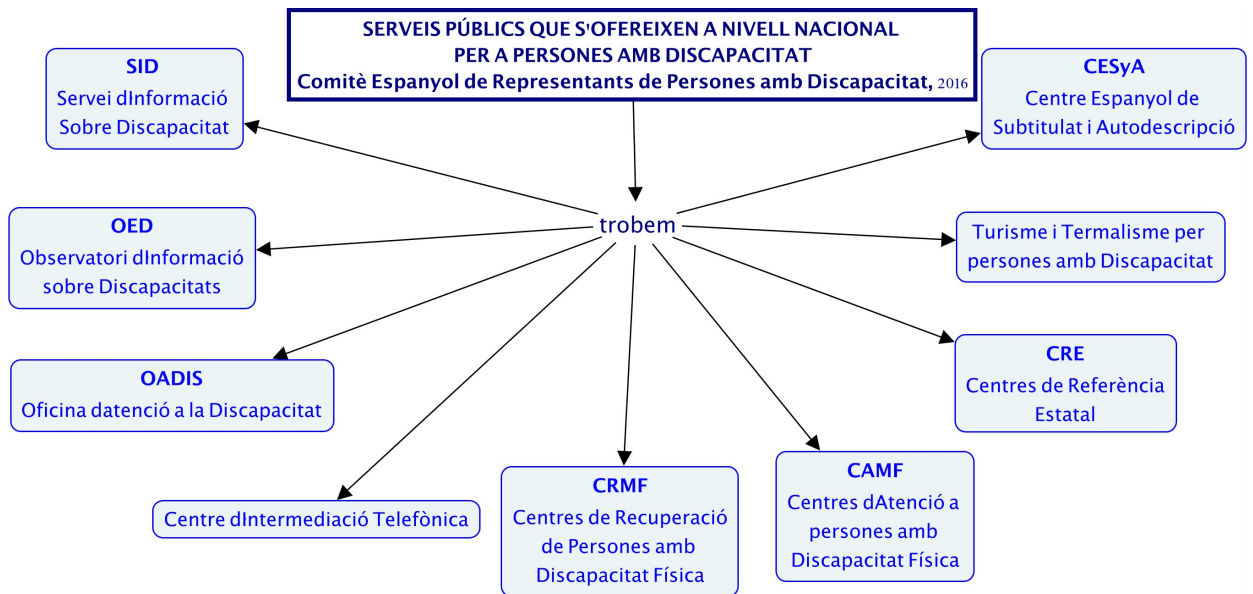 SERVEIS PÚBLICS QUE S'OFEREIXEN A NIVELL NACIONAL
PER A PERSONES AMB DISCAPACITAT
Comitè Espanyol de Representants de Persones amb Discapacitat, 2016
SID
Servei dInformació
Sobre Discapacitat
CESyA
Centre Espanyol de
Subtitulat i Autodescripció
trobem
OED
Observatori dInformació
sobre Discapacitats
Turisme i Termalisme per
persones amb Discapacitat
OADIS
Oficina datenció a la Discapacitat
CRE
Centres de Referència
Estatal
Centre dIntermediació Telefònica
CRMF
Centres de Recuperació
de Persones amb
Discapacitat Física
CAMF
Centres dAtenció a
persones amb
Discapacitat Física